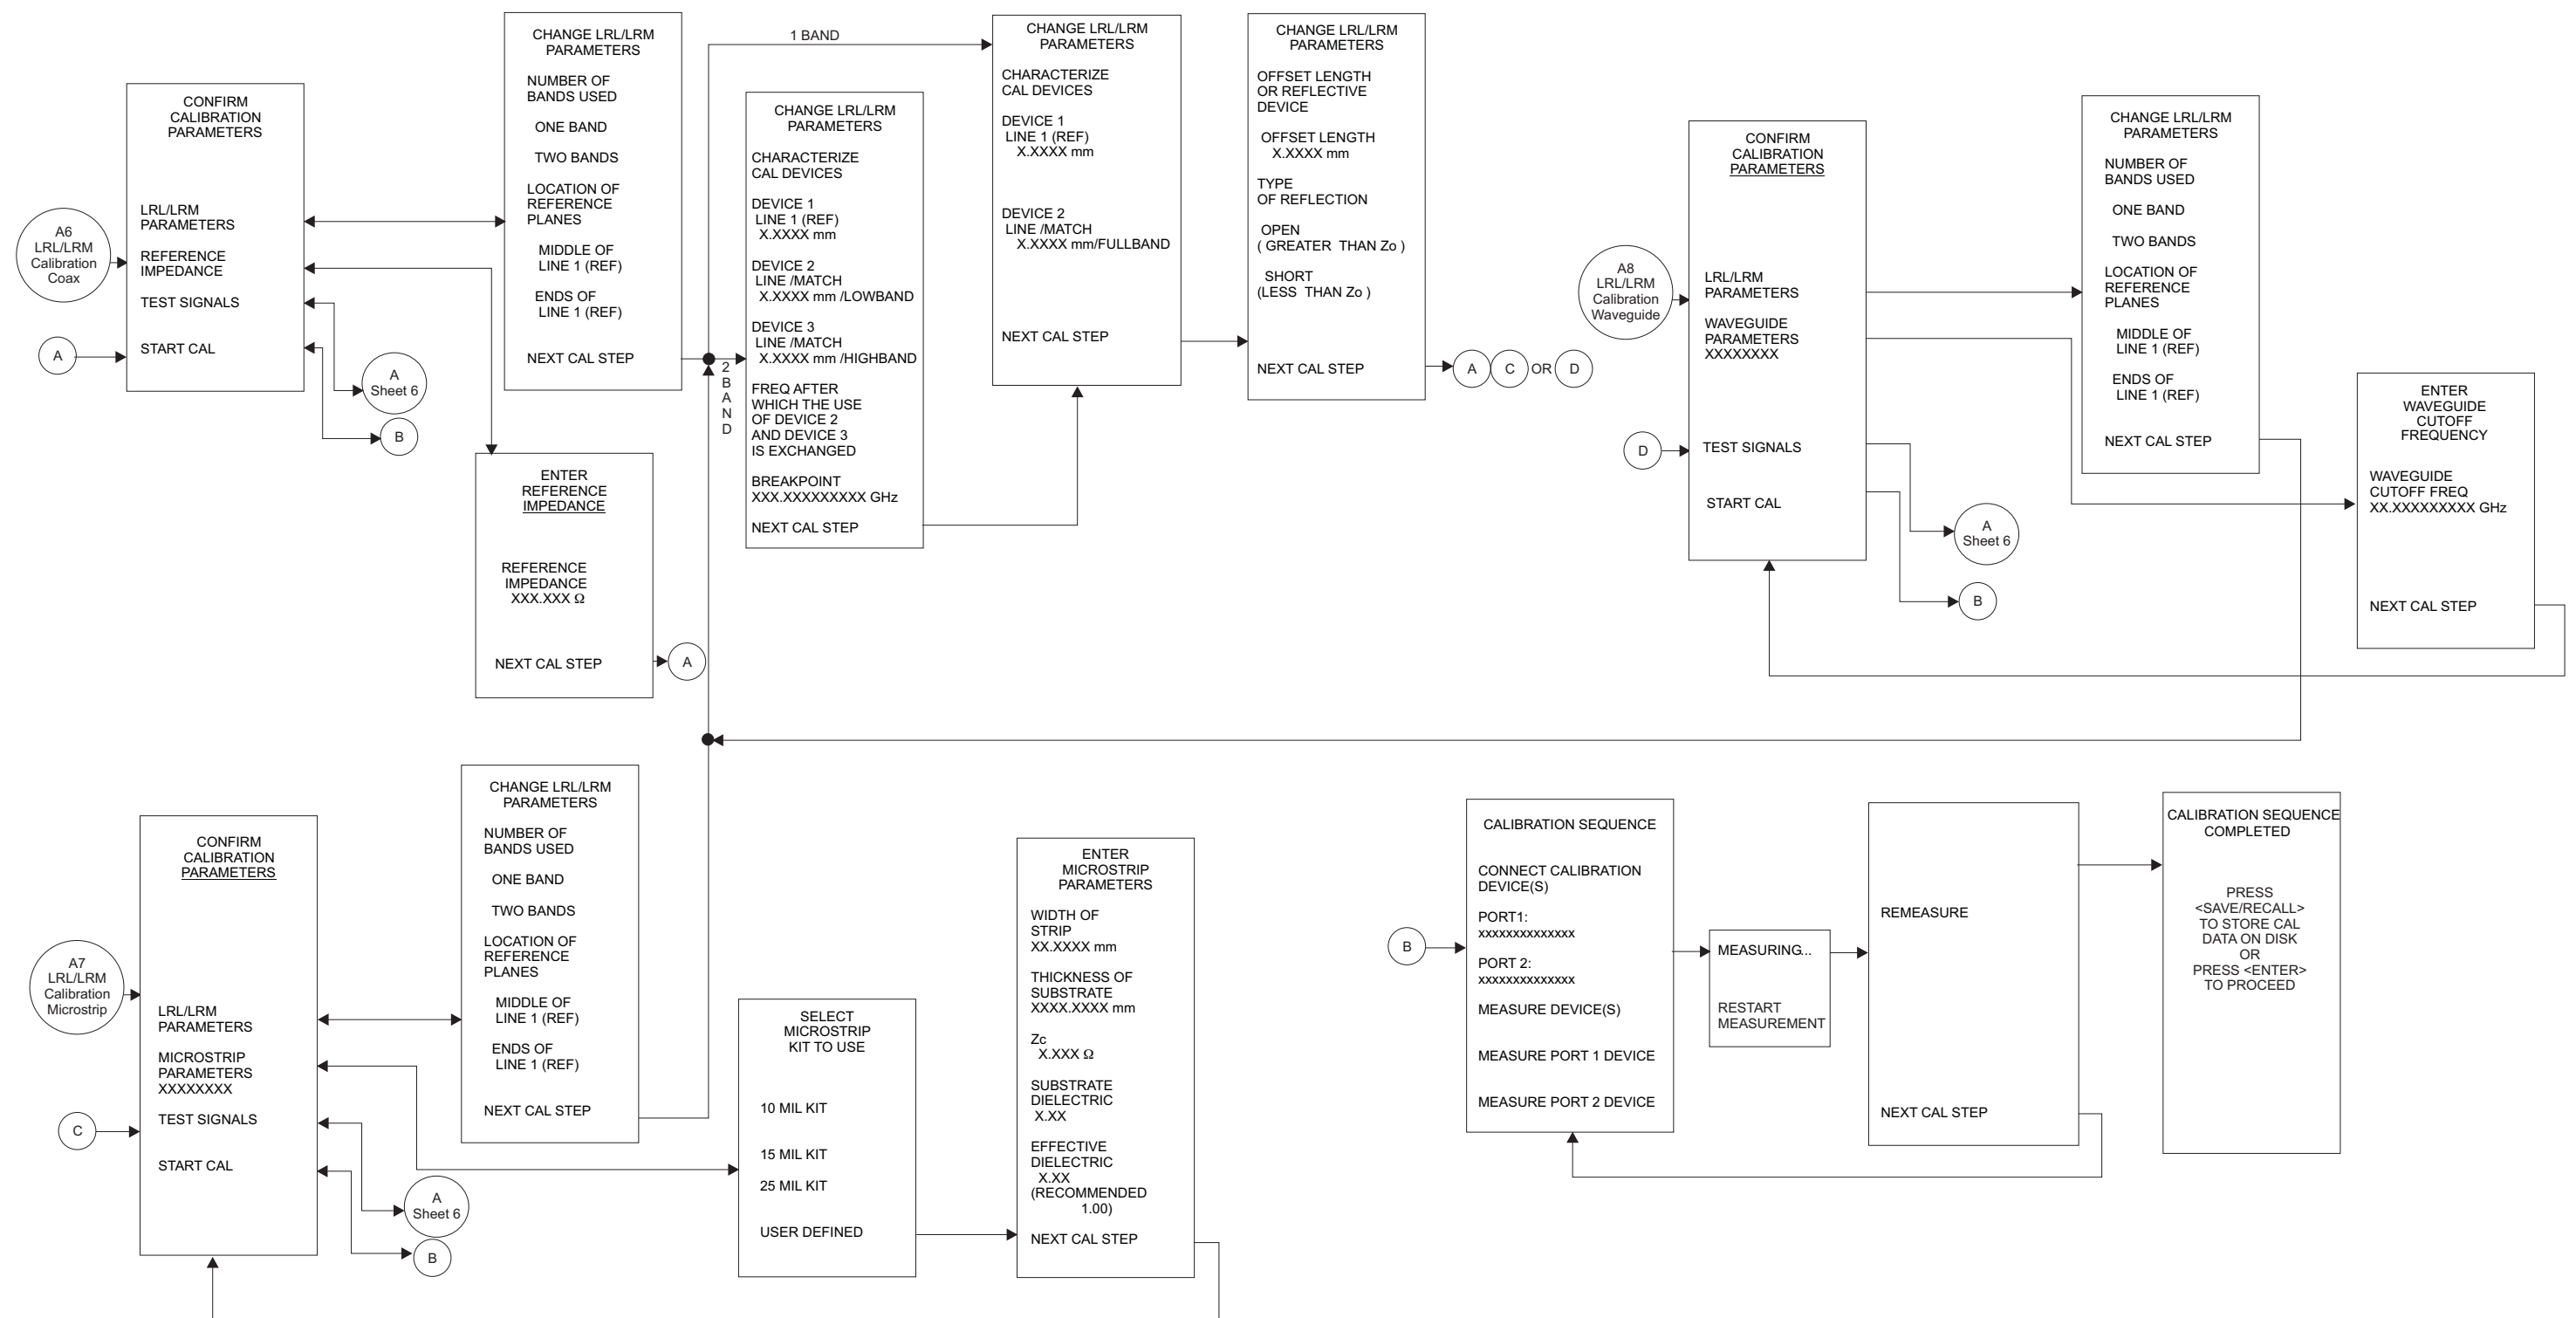 A6
LRL/LRM
Calibration
Coax
A
CONFIRM
CALIBRATION
PARAMETERS
LRL/LRM
PARAMETERS
REFERENCE
IMPEDANCE
TEST SIGNALS
START CAL
A
Sheet 6
B
CHANGE LRL/LRM
PARAMETERS
NUMBER OF
BANDS USED
ONE BAND
TWO BANDS
LOCATION OF
REFERENCE
PLANES
MIDDLE OF
LINE 1 (REF)
ENDS OF
LINE 1 (REF)
NEXT CAL STEP
ENTER
REFERENCE
IMPEDANCE
REFERENCE
IMPEDANCE
XXX.XXX Ω
NEXT CAL STEP
A
1 BAND
2
B
A
N
D
CHANGE LRL/LRM
PARAMETERS
CHARACTERIZE
CAL DEVICES
DEVICE 1
LINE 1 (REF)
X.XXXX mm
DEVICE 2
LINE /MATCH
X.XXXX mm /LOWBAND
DEVICE 3
LINE /MATCH
X.XXXX mm /HIGHBAND
FREQ AFTER
WHICH THE USE
OF DEVICE 2
AND DEVICE 3
IS EXCHANGED
BREAKPOINT
XXX.XXXXXXXXX GHz
NEXT CAL STEP
CHANGE LRL/LRM
PARAMETERS
CHARACTERIZE
CAL DEVICES
DEVICE 1
LINE 1 (REF)
X.XXXX mm
DEVICE 2
LINE /MATCH
X.XXXX mm/FULLBAND
NEXT CAL STEP
CHANGE LRL/LRM
PARAMETERS
OFFSET LENGTH
OR REFLECTIVE
DEVICE
OFFSET LENGTH
X.XXXX mm
TYPE
OF REFLECTION
OPEN
( GREATER THAN Zo )
SHORT
(LESS THAN Zo )
NEXT CAL STEP
A C OR D
A8
LRL/LRM
Calibration
Waveguide
D
CONFIRM
CALIBRATION
PARAMETERS
LRL/LRM
PARAMETERS
WAVEGUIDE
PARAMETERS
XXXXXXXX
TEST SIGNALS
START CAL
A
Sheet 6
B
CHANGE LRL/LRM
PARAMETERS
NUMBER OF
BANDS USED
ONE BAND
TWO BANDS
LOCATION OF
REFERENCE
PLANES
MIDDLE OF
LINE 1 (REF)
ENDS OF
LINE 1 (REF)
NEXT CAL STEP
ENTER
WAVEGUIDE
CUTOFF
FREQUENCY
WAVEGUIDE
CUTOFF FREQ
XX.XXXXXXXXX GHz
NEXT CAL STEP
A7
LRL/LRM
Calibration
Microstrip
C
CONFIRM
CALIBRATION
PARAMETERS
LRL/LRM
PARAMETERS
MICROSTRIP
PARAMETERS
XXXXXXXX
TEST SIGNALS
START CAL
A
Sheet 6
B
CHANGE LRL/LRM
PARAMETERS
NUMBER OF
BANDS USED
ONE BAND
TWO BANDS
LOCATION OF
REFERENCE
PLANES
MIDDLE OF
LINE 1 (REF)
ENDS OF
LINE 1 (REF)
NEXT CAL STEP
SELECT
MICROSTRIP
KIT TO USE
10 MIL KIT
15 MIL KIT
25 MIL KIT
USER DEFINED
ENTER
MICROSTRIP
PARAMETERS
WIDTH OF
STRIP
XX.XXXX mm
THICKNESS OF
SUBSTRATE
XXXX.XXXX mm
Zc
X.XXX Ω
SUBSTRATE
DIELECTRIC
X.XX
EFFECTIVE
DIELECTRIC
X.XX
(RECOMMENDED
1.00)
NEXT CAL STEP
B
CALIBRATION SEQUENCE
CONNECT CALIBRATION
DEVICE(S)
PORT1:
xxxxxxxxxxxxxx
PORT 2:
xxxxxxxxxxxxxx
MEASURE DEVICE(S)
MEASURE PORT 1 DEVICE
MEASURE PORT 2 DEVICE
MEASURING...
RESTART
MEASUREMENT
REMEASURE
NEXT CAL STEP
CALIBRATION SEQUENCE
COMPLETED
PRESS
<SAVE/RECALL>
TO STORE CAL
DATA ON DISK
OR
PRESS <ENTER>
TO PROCEED